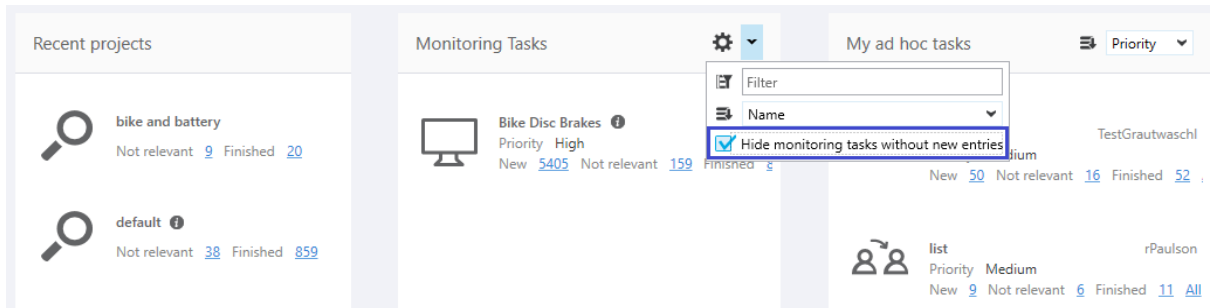 Recent projects
bike and battery
Not relevant 9 Finished 20
default
Not relevant 38 Finished 859
Monitoring Tasks
Filter
Name
Hide monitoring tasks without new entries
Bike Disc Brakes
Priority High
New 5405 Not relevant 159 Finished
My ad hoc tasks Priority
TestGrautwaschl
New 50 Not relevant 16 Finished 52
list rPaulson
Priority Medium
New 9 Not relevant 6 Finished 11 All